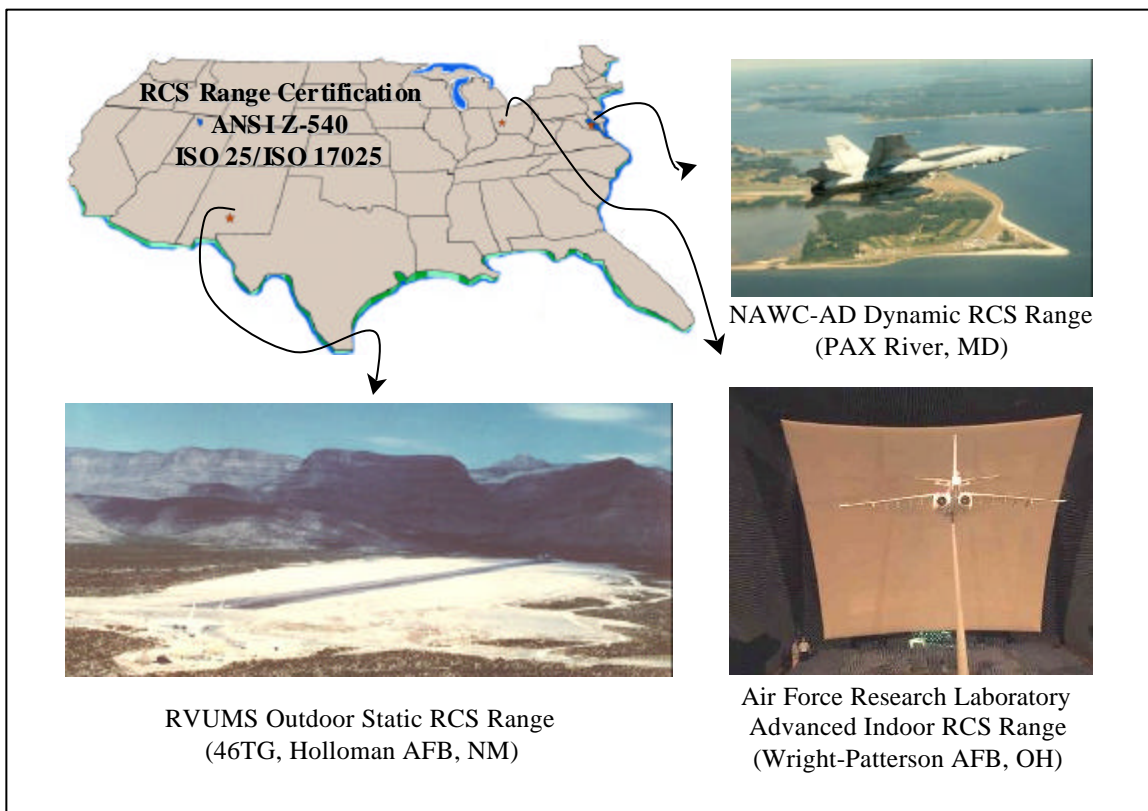 RCS Range Certification
ANSI Z-540
ISO 25/ISO 17025
NAWC-AD Dynamic RCS Range
(PAX River, MD)
RVUMS Outdoor Static RCS Range
(46TG, Holloman AFB, NM)
Air Force Research Laboratory
Advanced Indoor RCS Range
(Wright-Patterson AFB, OH)